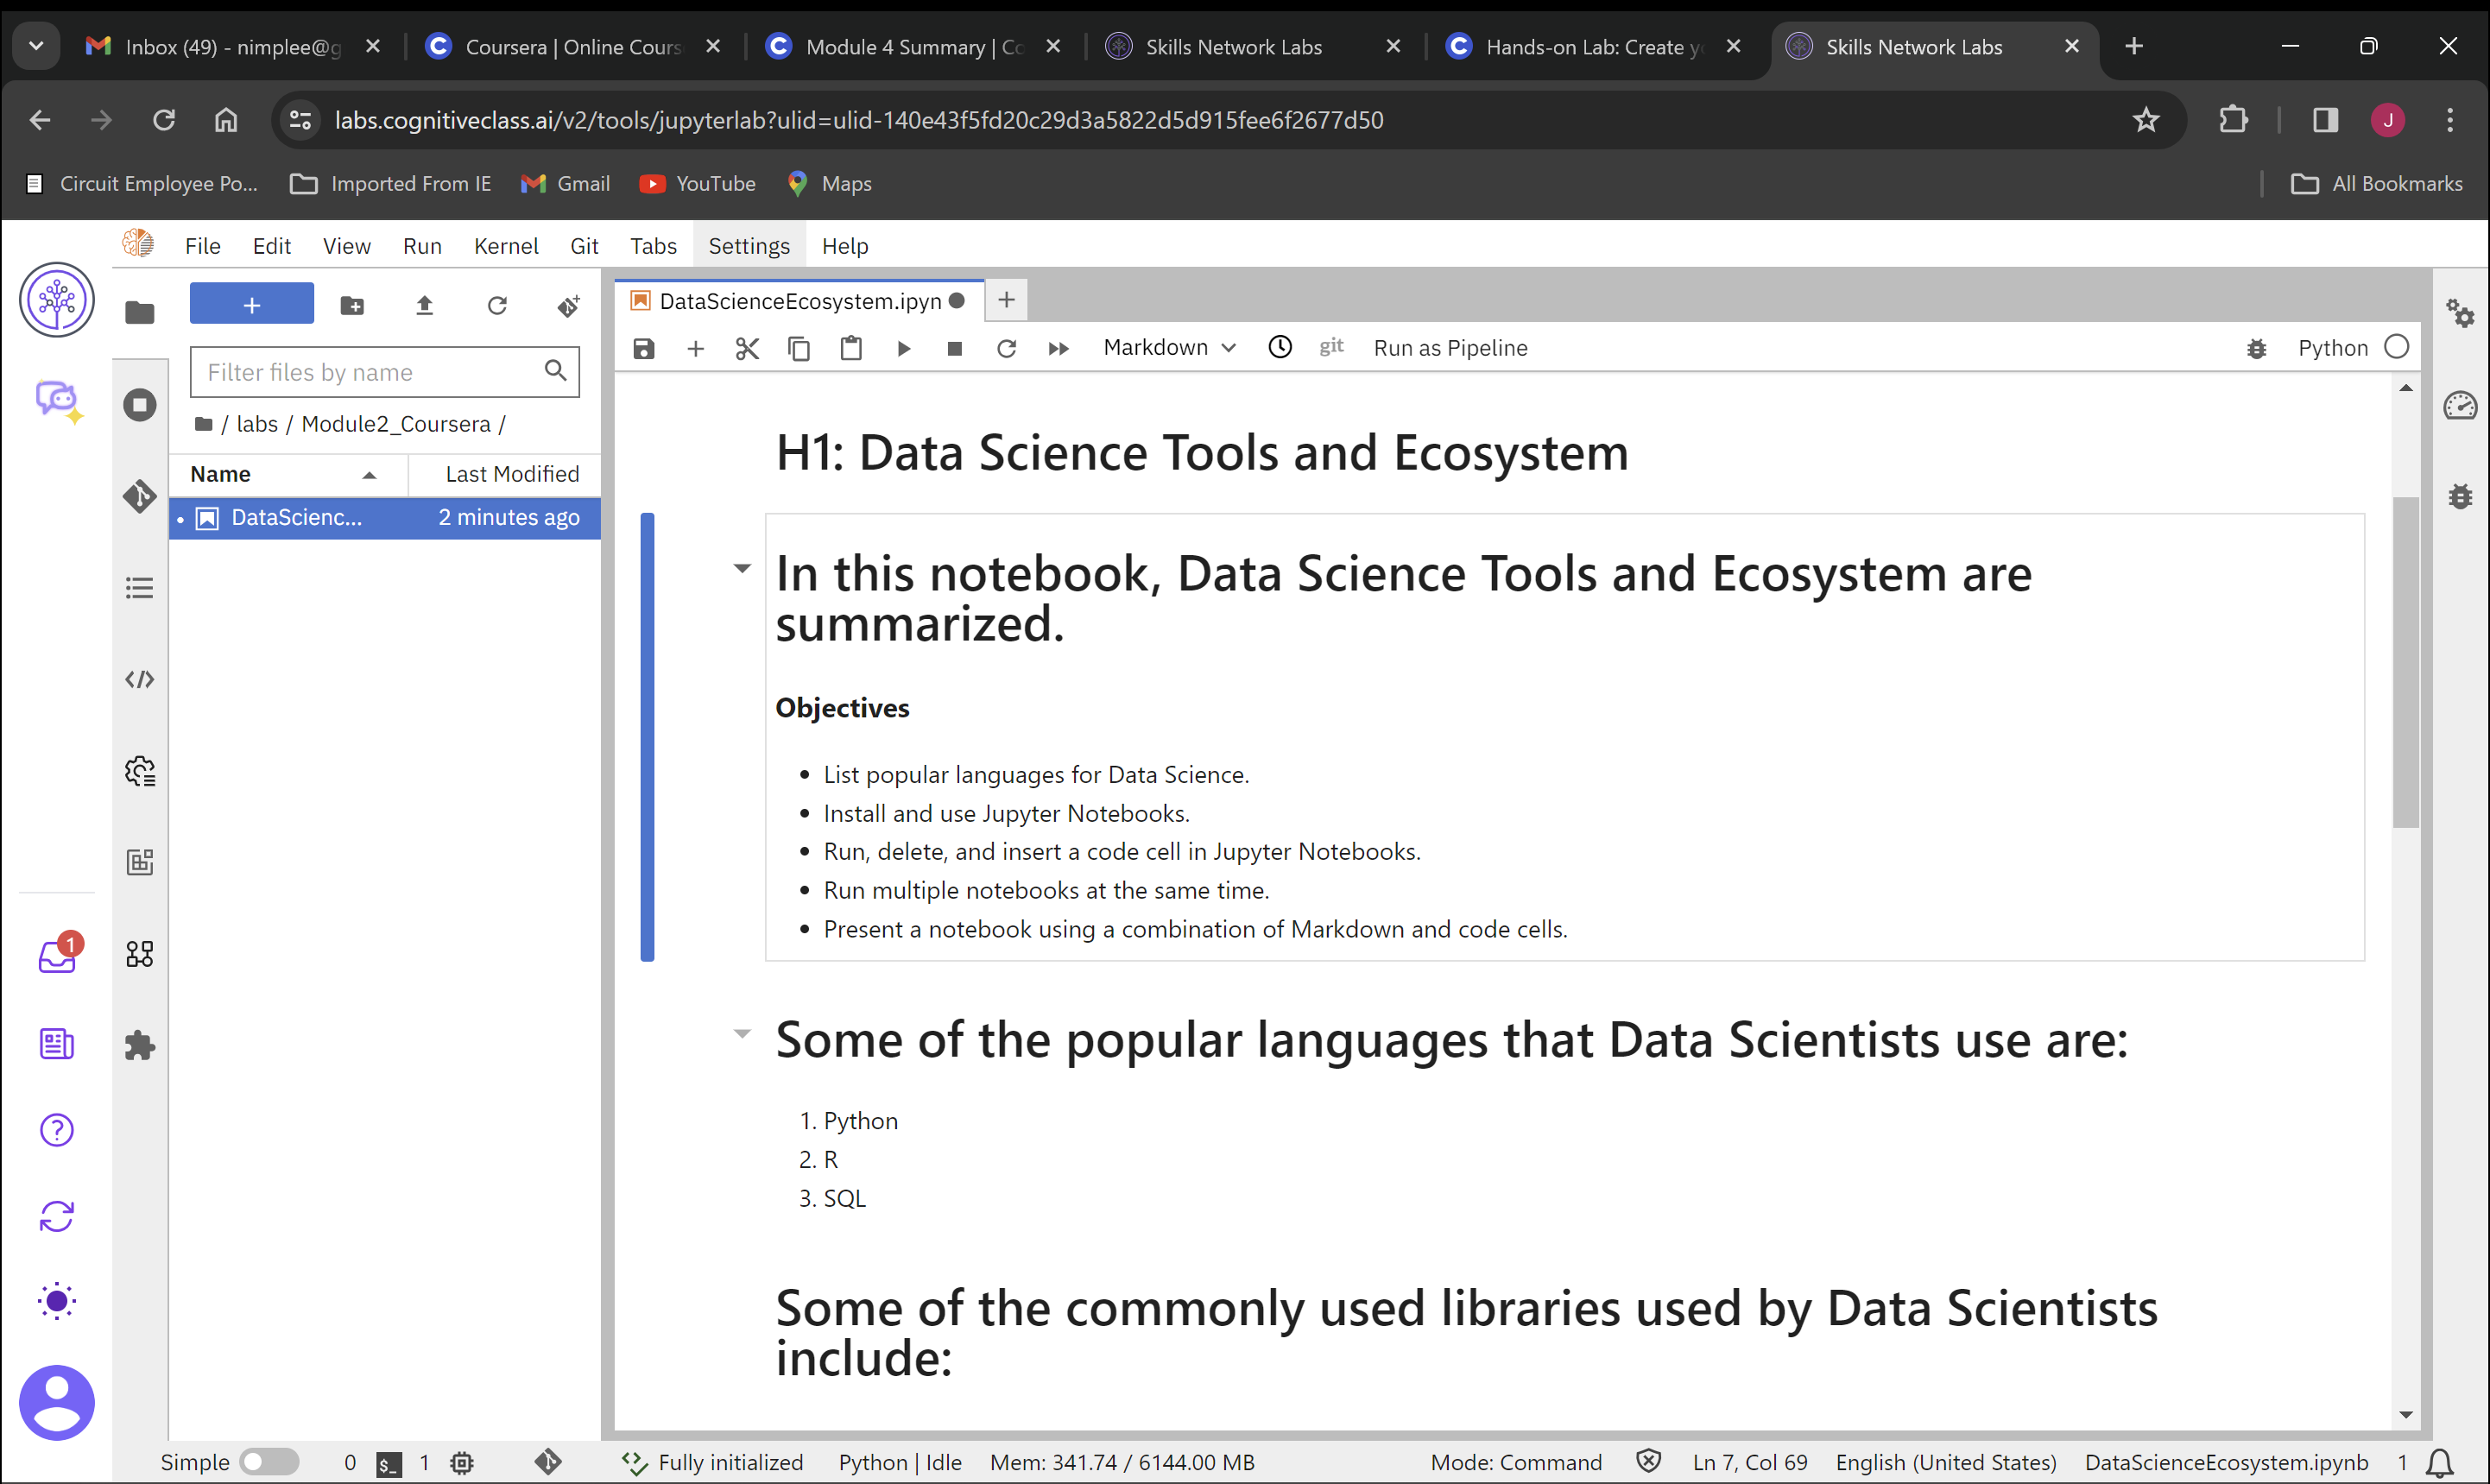 Inbox (49) - nimplee@g
Coursera | Online Cours
Module 4 Summary | Co
Skills Network Labs
Hands-on Lab: Create yo
Skills Network Labs
labs.cognitiveclass.ai/v2/tools/jupyterlab?ulid=ulid-140e43f5fd20c29d3a5822d5d915fee6f2677d50
J
Circuit Employee Po...
Imported From IE
Gmail
YouTube
Maps
All Bookmarks
File Edit View Run Kernel Git Tabs Settings Help
DataScienceEcosystem.ipyn
Markdown
git
Run as Pipeline
Python
Filter files by name
/ labs / Module2_Coursera /
Name Last Modified
DataScienc... 2 minutes ago
1
H1: Data Science Tools and Ecosystem
In this notebook, Data Science Tools and Ecosystem are
summarized.
Objectives
• List popular languages for Data Science.
• Install and use Jupyter Notebooks.
• Run, delete, and insert a code cell in Jupyter Notebooks.
• Run multiple notebooks at the same time.
• Present a notebook using a combination of Markdown and code cells.
Some of the popular languages that Data Scientists use are:
1. Python
2. R
3. SQL
Some of the commonly used libraries used by Data Scientists
include:
Simple 0 $_ 1 Fully initialized Python | Idle Mem: 341.74 / 6144.00 MB Mode: Command Ln 7, Col 69 English (United States) DataScienceEcosystem.ipynb 1